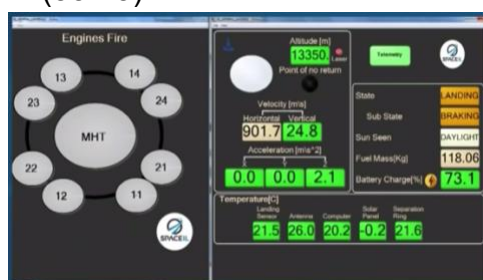 Engines Fire
14
13
23
24
MHT
22
21
12
11
SPACEIL
Altitude [m]
13350.
Laser
Point of no return
Velocity [m/s]
Horizontal Vertical
901.7 24.8
Acceleration [m/s^2]
0.0 0.0 2.1
Telemetry
SPACEIL
State LANDING
Sub State BRAKING
Sun Seen DAYLIGHT
Fuel Mass[Kg] 118.06
Battery Charge[%] 73.1
Temperature[C]
Landing Sensor Antenna Computer Solar Panel Separation Ring
21.5 26.0 20.2 -0.2 21.6